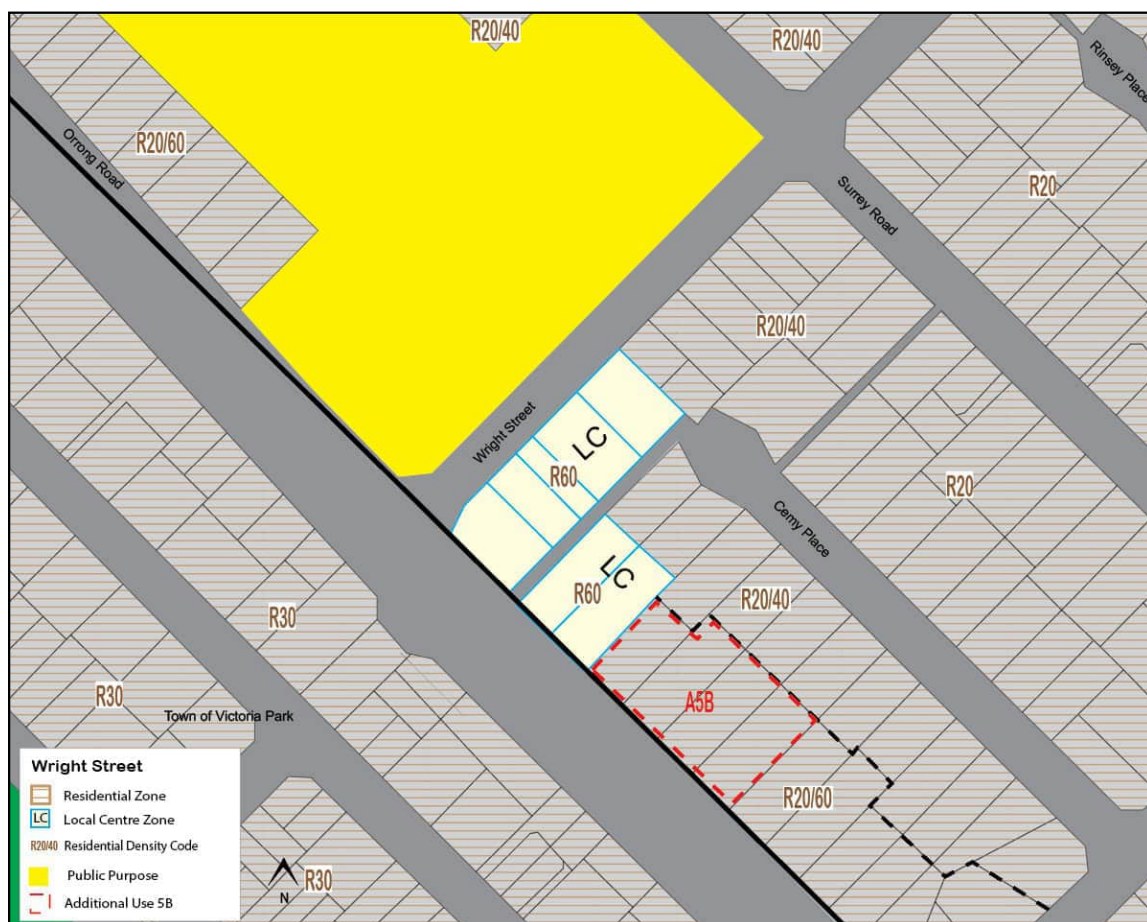 R20/40
R20/40
Rinsey Place
Orrong Road
R20/60
R20
Surrey Road
R20/40
Wright Street
LC
R60
R20
Cemy Place
LC
R60
R20/40
R30
R30
A5B
Town of Victoria Park
R20/60
R30
N
Wright Street
Residential Zone
LC Local Centre Zone
R20/40 Residential Density Code
Public Purpose
Additional Use 5B